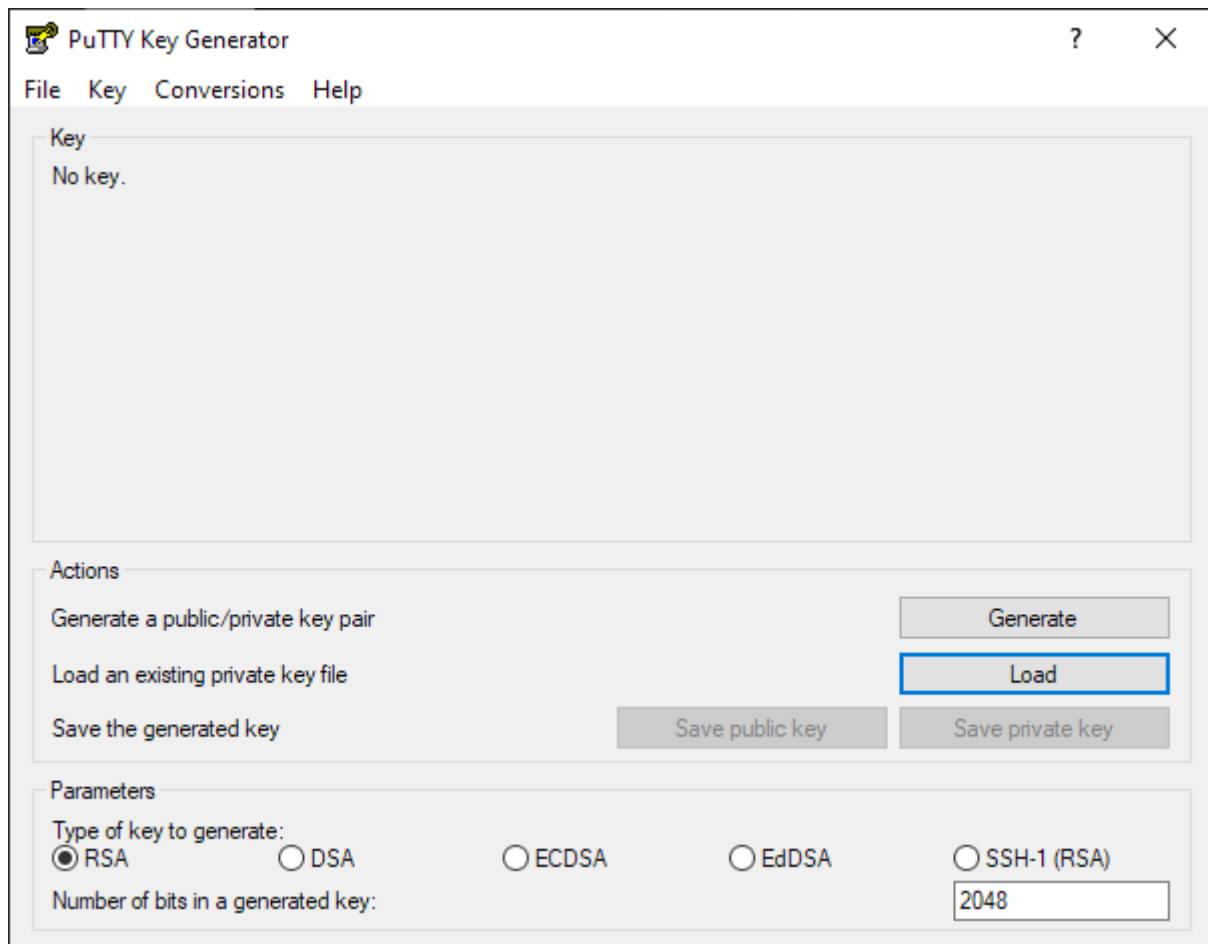 PuTTY Key Generator ?
File Key Conversions Help
Key
No key.
Actions
Generate a public/private key pair Generate
Load an existing private key file Load
Save the generated key Save public key Save private key
Parameters
Type of key to generate:
RSA DSA ECDSA EdDSA SSH-1 (RSA)
Number of bits in a generated key: 2048